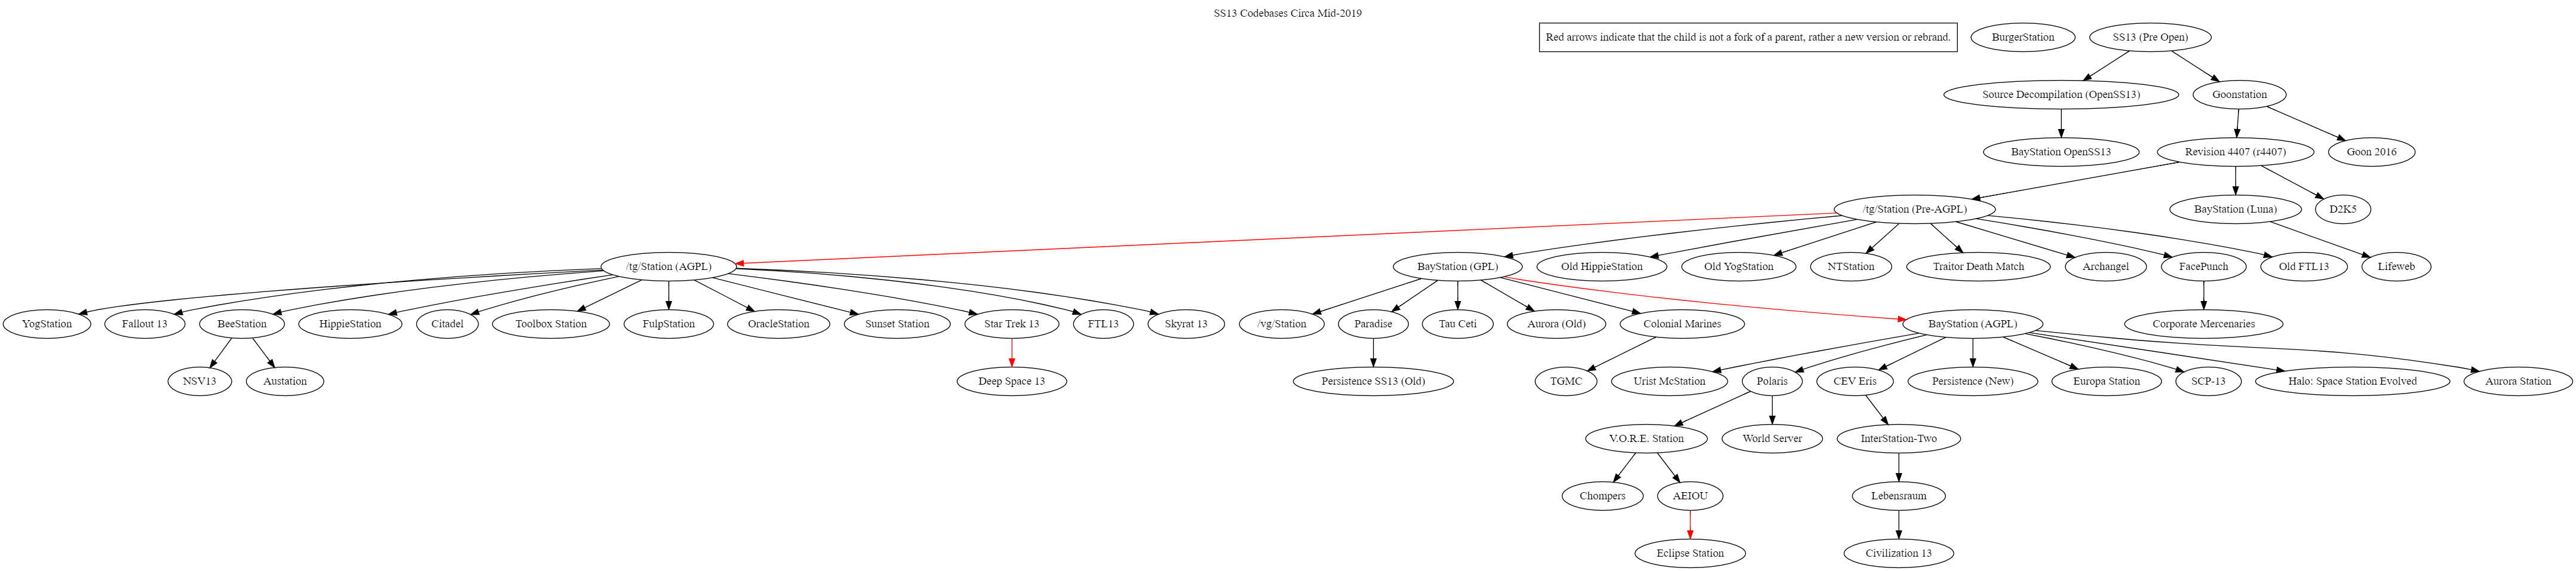 SS13 Codebases Circa Mid-2019
Red arrows indicate that the child is not a fork of a parent, rather a new version or rebrand.
BurgerStation
SS13 (Pre Open)
Source Decompilation (OpenSS13)
Goonstation
BayStation OpenSS13
Revision 4407 (r4407)
Goon 2016
/tg/Station (Pre-AGPL)
BayStation (Luna)
D2K5
/tg/Station (AGPL)
BayStation (GPL)
Old HippieStation
Old YogStation
NTStation
Traitor Death Match
Archangel
FacePunch
Old FTL13
Lifeweb
YogStation
Fallout 13
BeeStation
HippieStation
Citadel
Toolbox Station
FulpStation
OracleStation
Sunset Station
Star Trek 13
FTL13
Skyrat 13
/vg/Station
Paradise
Tau Ceti
Aurora (Old)
Colonial Marines
BayStation (AGPL)
Corporate Mercenaries
NSV13
Austation
Deep Space 13
Persistence SS13 (Old)
TGMC
Urist McStation
Polaris
CEV Eris
Persistence (New)
Europa Station
SCP-13
Halo: Space Station Evolved
Aurora Station
V.O.R.E. Station
World Server
InterStation-Two
Chompers
AEIOU
Lebensraum
Eclipse Station
Civilization 13